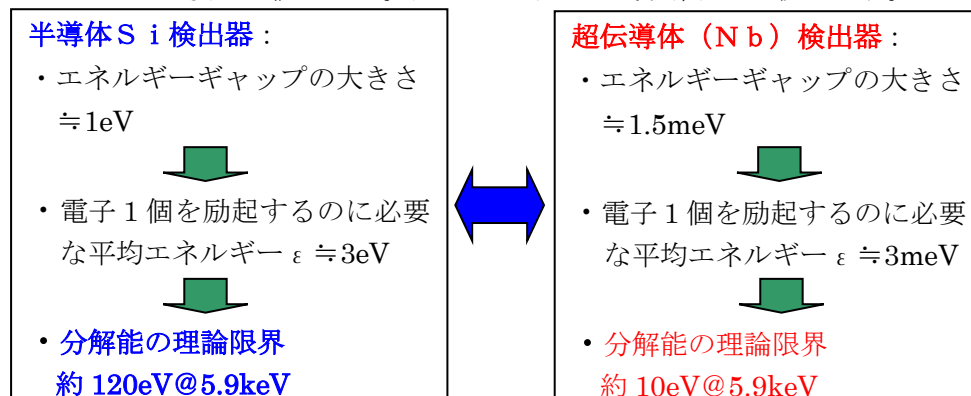 半導体Ｓｉ検出器：
・エネルギーギャップの大きさ
≒1eV
・電子１個を励起するのに必要
な平均エネルギー ε ≒3eV
・分解能の理論限界
約 120eV@5.9keV
超伝導体（Ｎｂ）検出器：
・エネルギーギャップの大きさ
≒1.5meV
・電子１個を励起するのに必要
な平均エネルギー ε ≒3meV
・分解能の理論限界
約 10eV@5.9keV